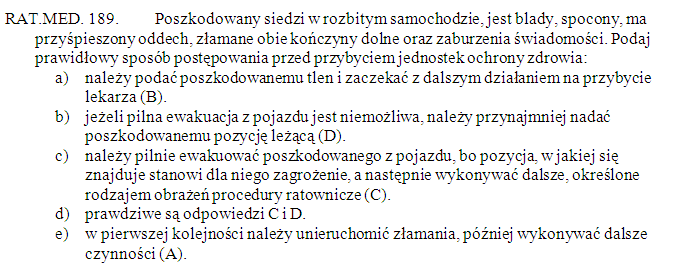 RAT.MED. 189. Poszkodowany siedzi w rozbitym samochodzie, jest blady, spocony, ma
przyśpieszony oddech, złamane obie kończyny dolne oraz zaburzenia świadomości. Podaj
prawidłowy sposób postępowania przed przybyciem jednostek ochrony zdrowia:
a) należy podać poszkodowanemu tlen i zaczekać z dalszym działaniem na przybycie
lekarza (B).
b) jeżeli pilna ewakuacja z pojazdu jest niemożliwa, należy przynajmniej nadać
poszkodowanemu pozycję leżącą (D).
c) należy pilnie ewakuować poszkodowanego z pojazdu, bo pozycja, w jakiej się
znajduje stanowi dla niego zagrożenie, a następnie wykonywać dalsze, określone
rodzajem obrażeń procedury ratownicze (C).
d) prawdziwe są odpowiedzi C i D.
e) w pierwszej kolejności należy unieruchomić złamania, później wykonywać dalsze
czynności (A).